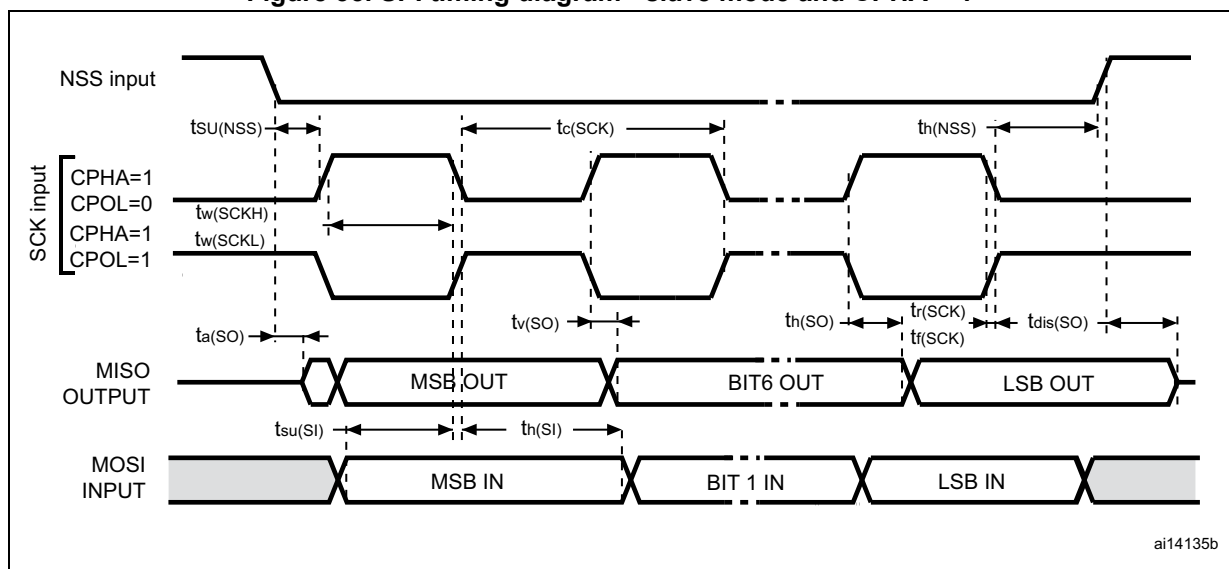 NSS input
tSU(NSS)
tc(SCK)
th(NSS)
SCK input
CPHA=1
CPOL=0
tw(SCKH)
CPHA=1
tw(SCKL)
CPOL=1
ta(SO)
tv(SO)
th(SO)
tr(SCK)
tf(SCK)
tdis(SO)
MISO
OUTPUT
MSB OUT
BIT6 OUT
LSB OUT
tsu(SI)
th(SI)
MOSI
INPUT
MSB IN
BIT 1 IN
LSB IN
ai14135b